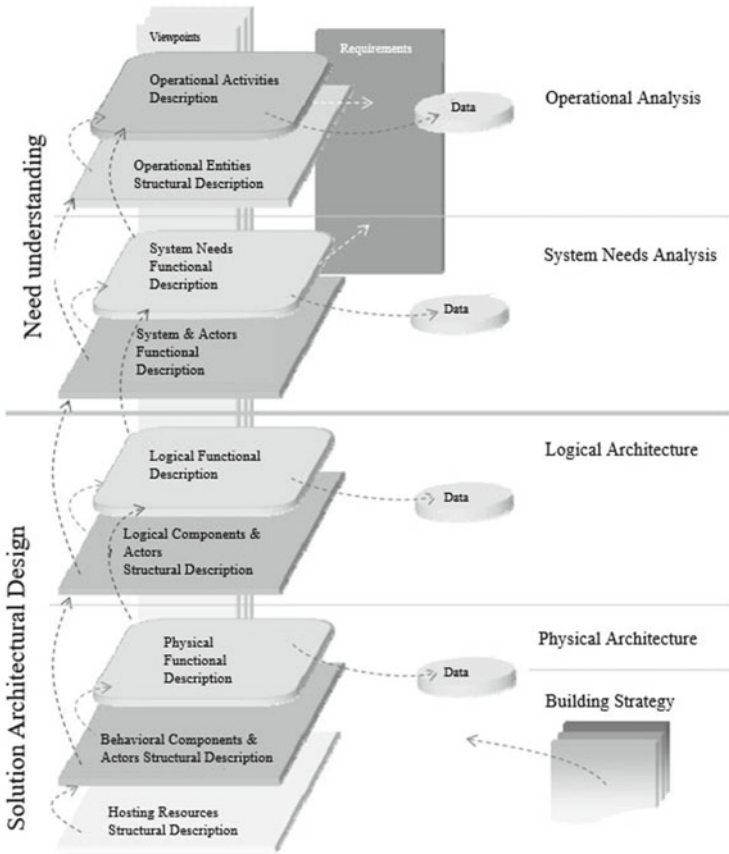 Viewpoints
Requirements
Operational Activities
Description
Data
Operational Analysis
Operational Entities
Structural Description
Need understanding
System Needs
Functional
Description
System Needs Analysis
Data
System & Actors
Functional
Description
Logical Functional
Description
Logical Architecture
Data
Logical Components &
Actors
Structural Description
Solution Architectural Design
Physical
Functional
Description
Physical Architecture
Data
Building Strategy
Behavioral Components &
Actors Structural Description
Hosting Resources
Structural Description